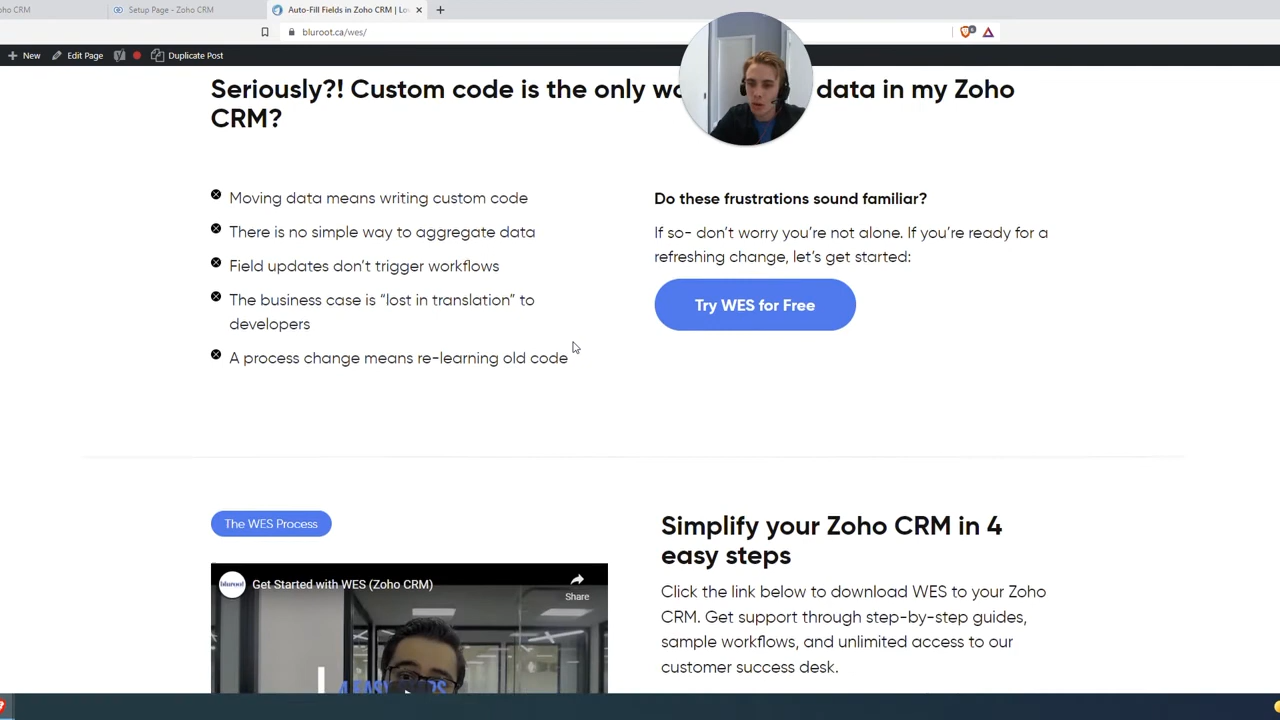 oho CRM
Setup Page - Zoho CRM
Auto-Fill Fields in Zoho CRM | Lo
bluroot.ca/wes/
New
Edit Page
Duplicate Post
Seriously?! Custom code is the only wo data in my Zoho
CRM?
Moving data means writing custom code
There is no simple way to aggregate data
Field updates don't trigger workflows
The business case is “lost in translation” to
developers
A process change means re-learning old code
Do these frustrations sound familiar?
If so- don't worry you're not alone. If you're ready for a
refreshing change, let's get started:
Try WES for Free
The WES Process
bluroot
Get Started with WES (Zoho CRM)
Share
Simplify your Zoho CRM in 4
easy steps
Click the link below to download WES to your Zoho
CRM. Get support through step-by-step guides,
sample workflows, and unlimited access to our
customer success desk.